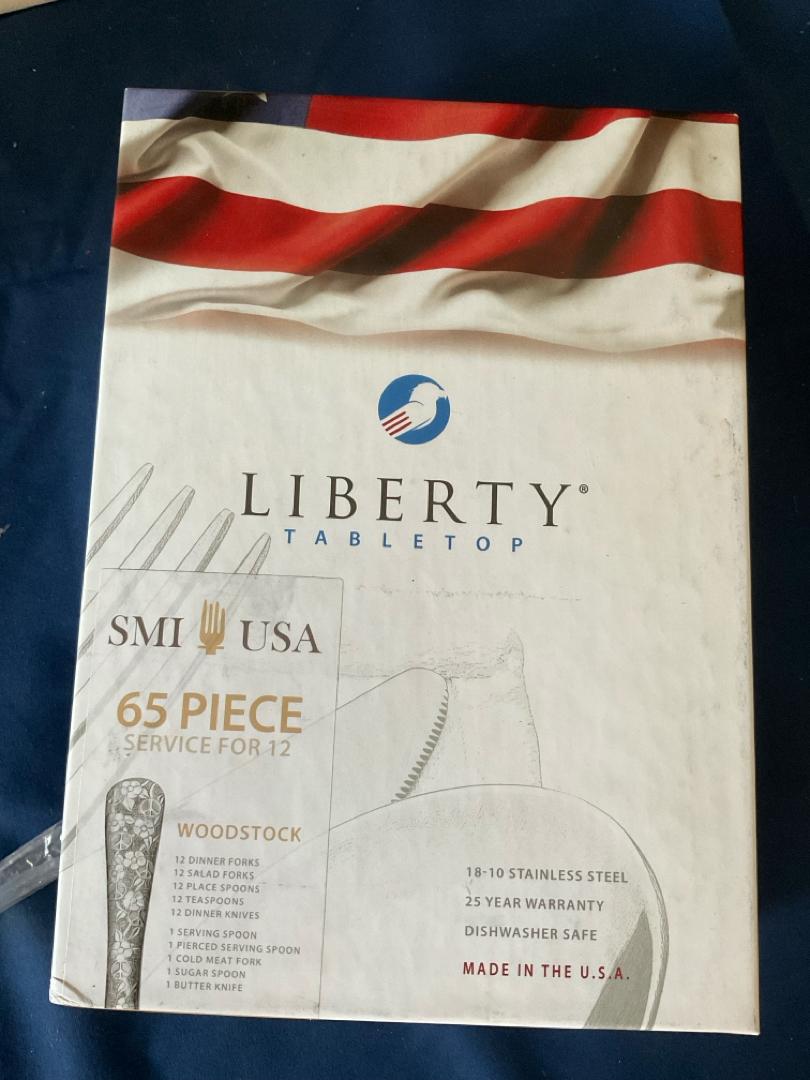 LIBERTY®
TABLETOP
SMI USA
65 PIECE
SERVICE FOR 12
WOODSTOCK
12 DINNER FORKS
12 SALAD FORKS
12 PLACE SPOONS
12 TEASPOONS
12 DINNER KNIVES
1 SERVING SPOON
1 PIERCED SERVING SPOON
1 COLD MEAT FORK
1 SUGAR SPOON
1 BUTTER KNIFE
18-10 STAINLESS STEEL
25 YEAR WARRANTY
DISHWASHER SAFE
MADE IN THE U.S.A.